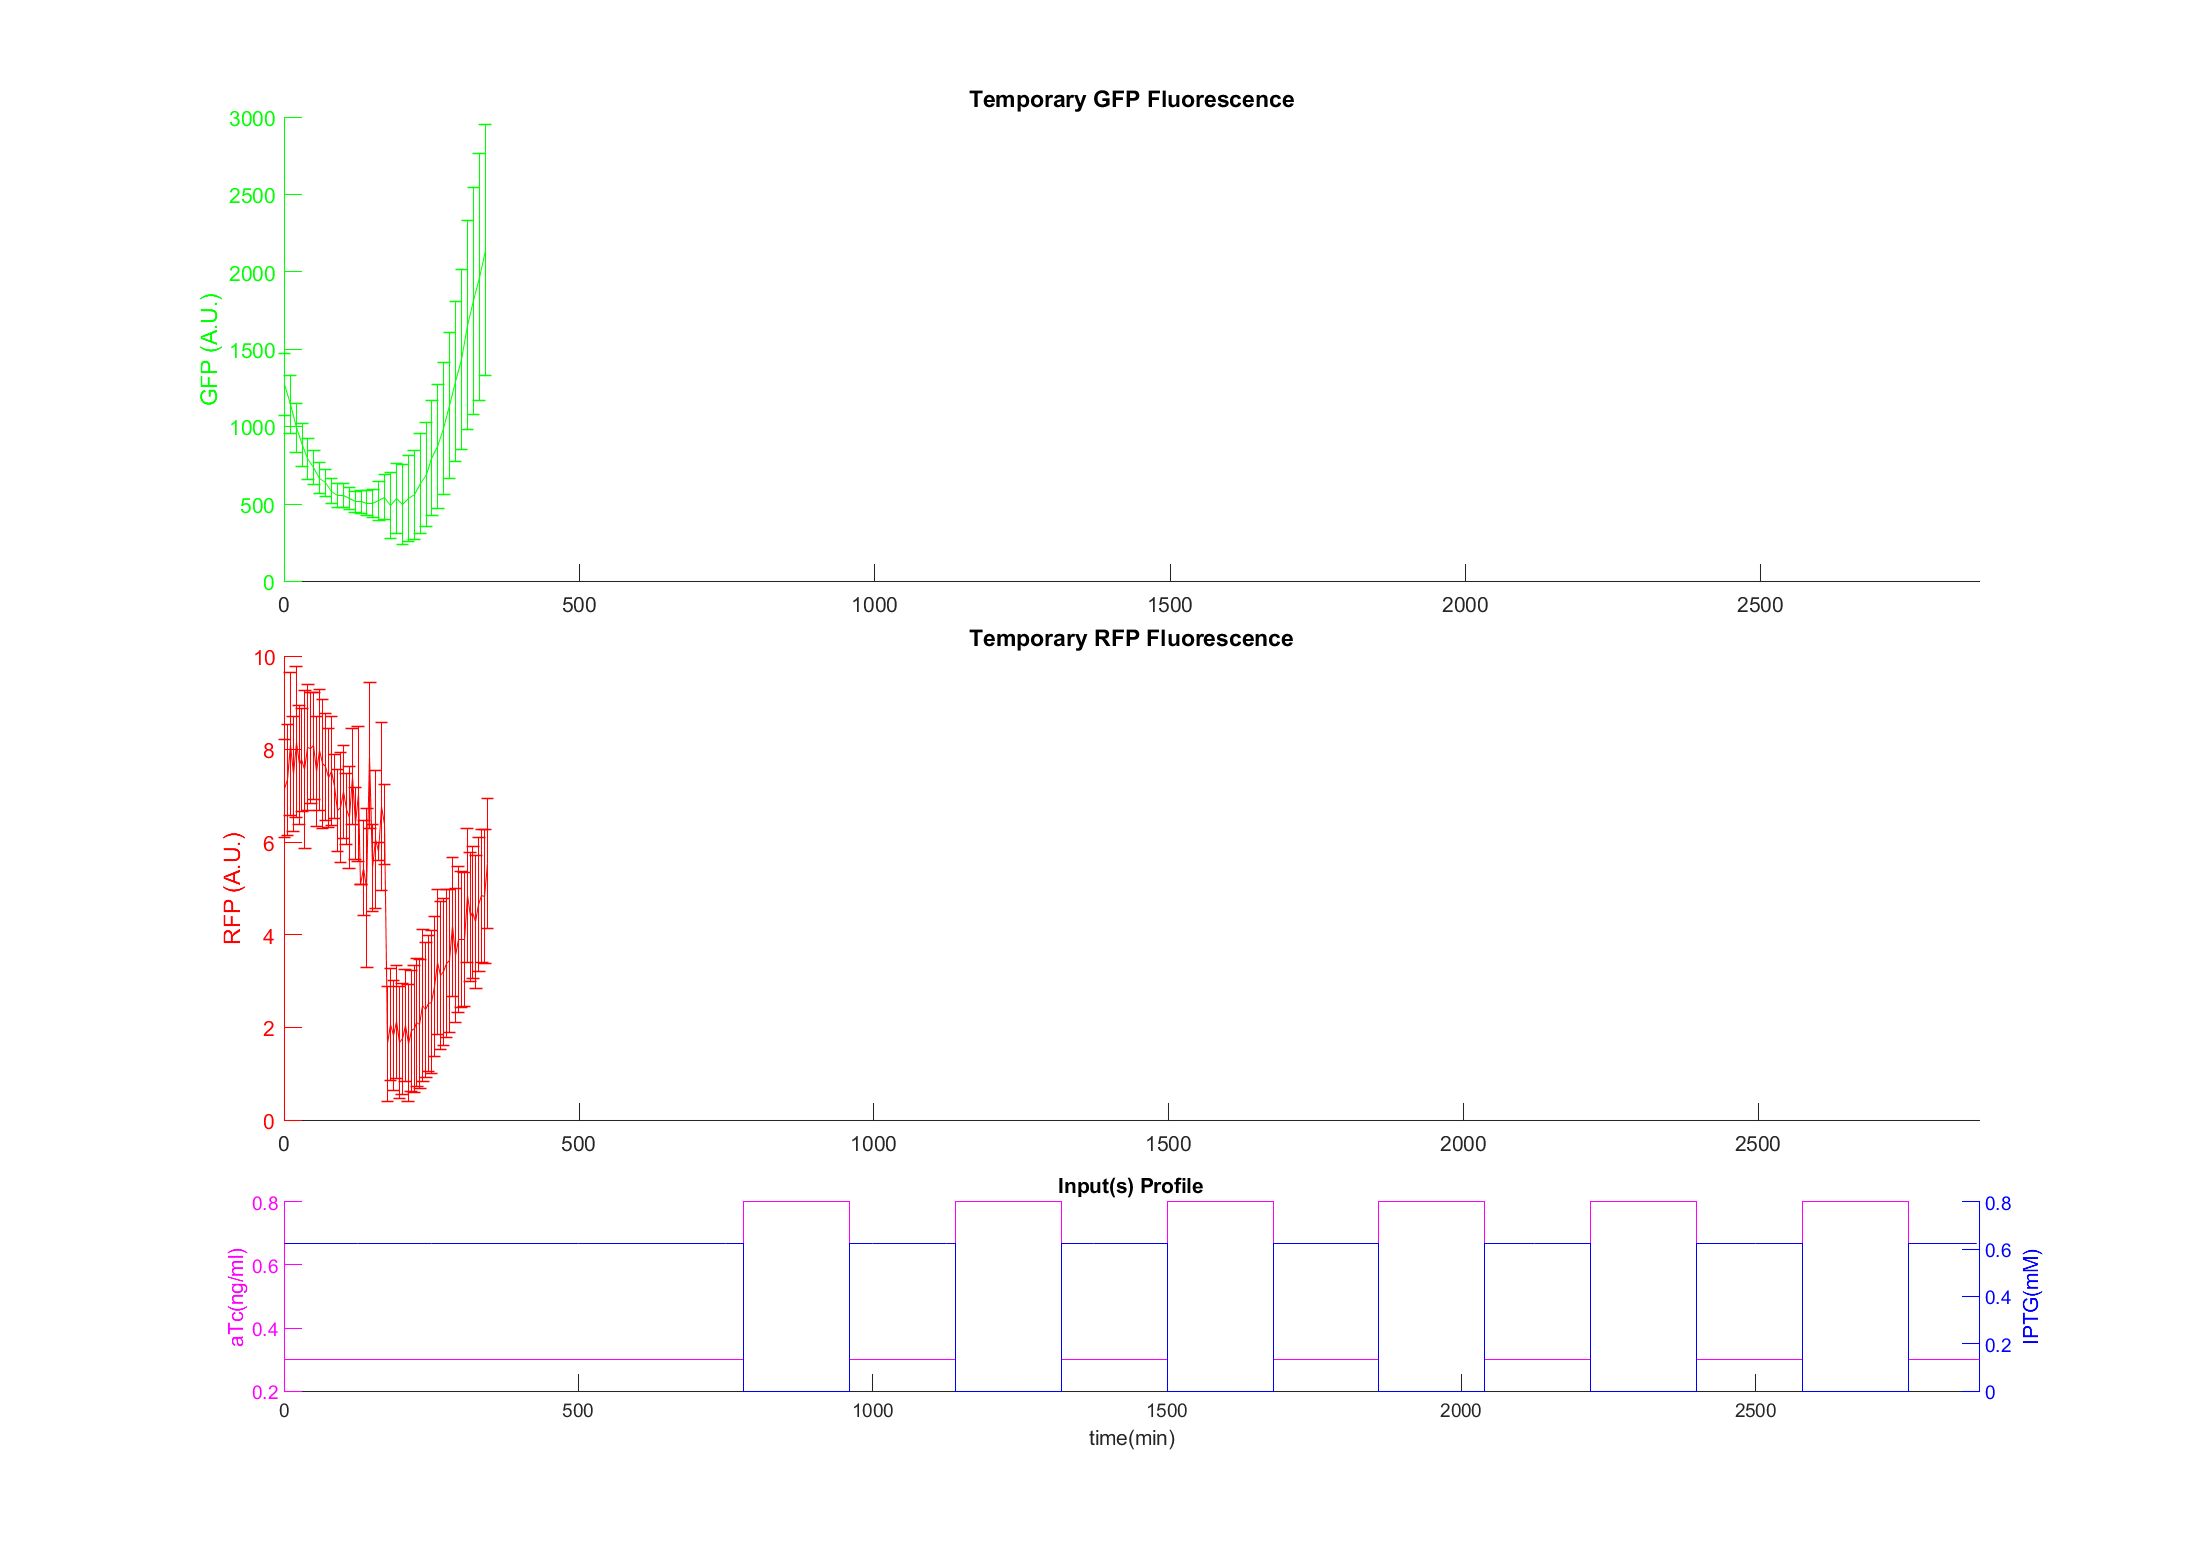 Temporary GFP Fluorescence
GFP (A.U.)
3000
2500
2000
1500
1000
500
0
0 500 1000 1500 2000 2500
Temporary RFP Fluorescence
RFP (A.U.)
10
8
6
4
2
0
0 500 1000 1500 2000 2500
Input(s) Profile
aTc(ng/ml)
0.8
0.6
0.4
0.2
0.8
0.6
0.4
0.2
0
IPTG(mM)
0 500 1000 1500 2000 2500
time(min)